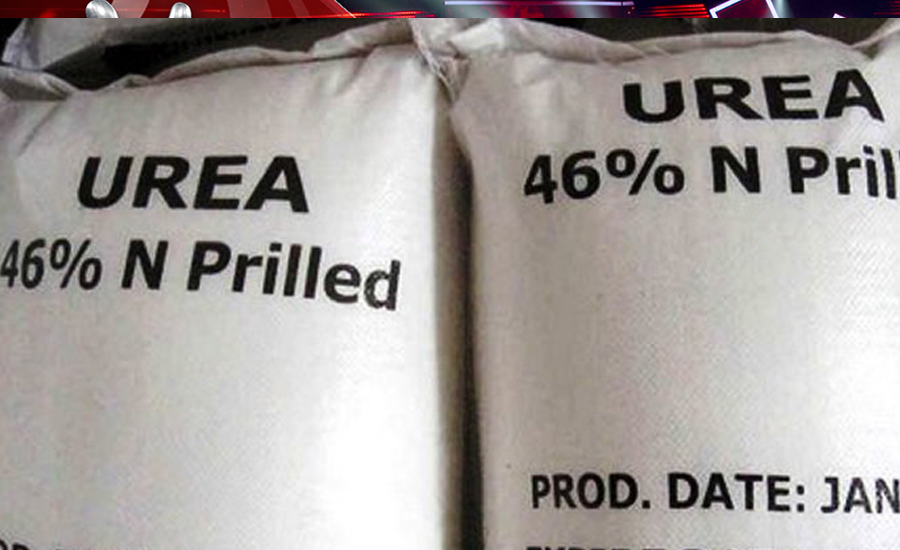 UREA
46% N Prilled
UREA
46% N Pril
PROD. DATE: JAN